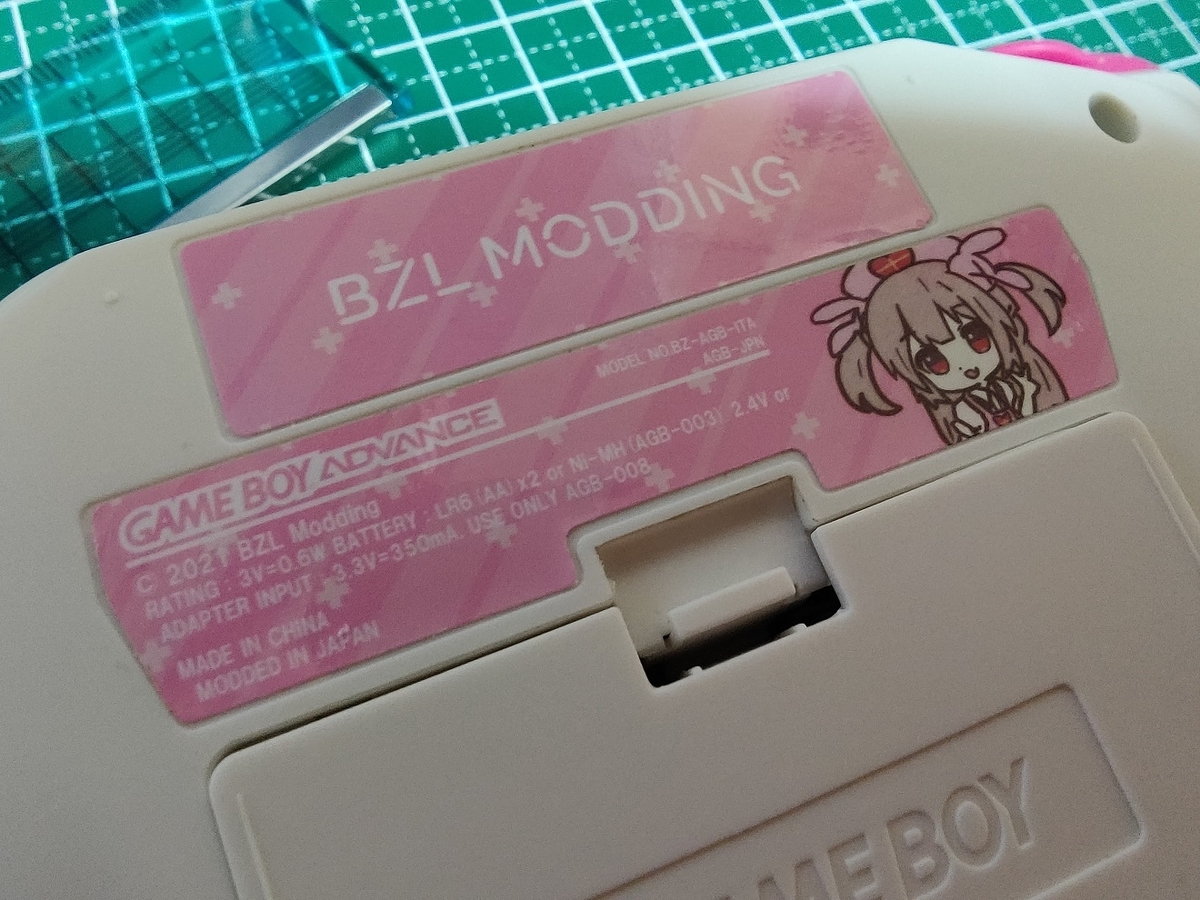 BZL MODDING
MODEL NO.BZ-AGB-ITA
AGB-JPN
GAME BOY ADVANCE
C 2021 BZL Modding
RATING : 3V=0.6W BATTERY : LR6 (AA) x2 or Ni-MH (AGB-003) 2.4V or
ADAPTER INPUT : 3.3V=350mA. USE ONLY AGB-008
MADE IN CHINA
MODDED IN JAPAN
GAME BOY